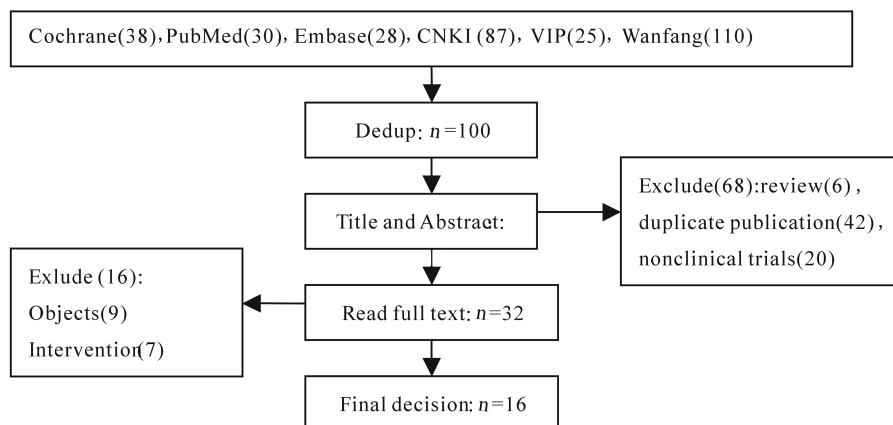 Cochrane(38),PubMed(30),Embase(28),CNKI (87), VIP(25), Wanfang(110)
Dedup: n=100
Title and Abstract:
Exclude(68):review(6) ,
duplicate publication(42) ,
nonclinical trials(20)
Exlude (16):
Objects(9)
Intervention(7)
Read full text: n=32
Final decision: n=16